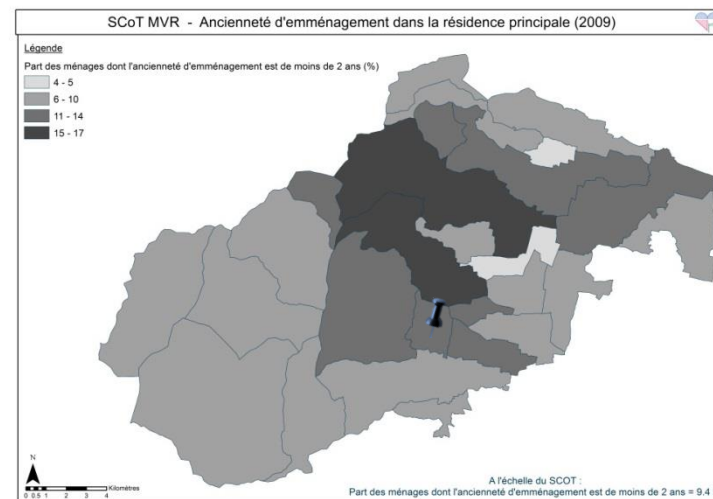 SCoT MVR - Ancienneté d'emménagement dans la résidence principale (2009)
Légende
Part des ménages dont l'ancienneté d'emménagement est de moins de 2 ans (%)
4 - 5
6 - 10
11 - 14
15 - 17
N
0 0.5 1 2 3 4 Kilomètres
A l'échelle du SCOT :
Part des ménages dont l'ancienneté d'emménagement est de moins de 2 ans = 9.4